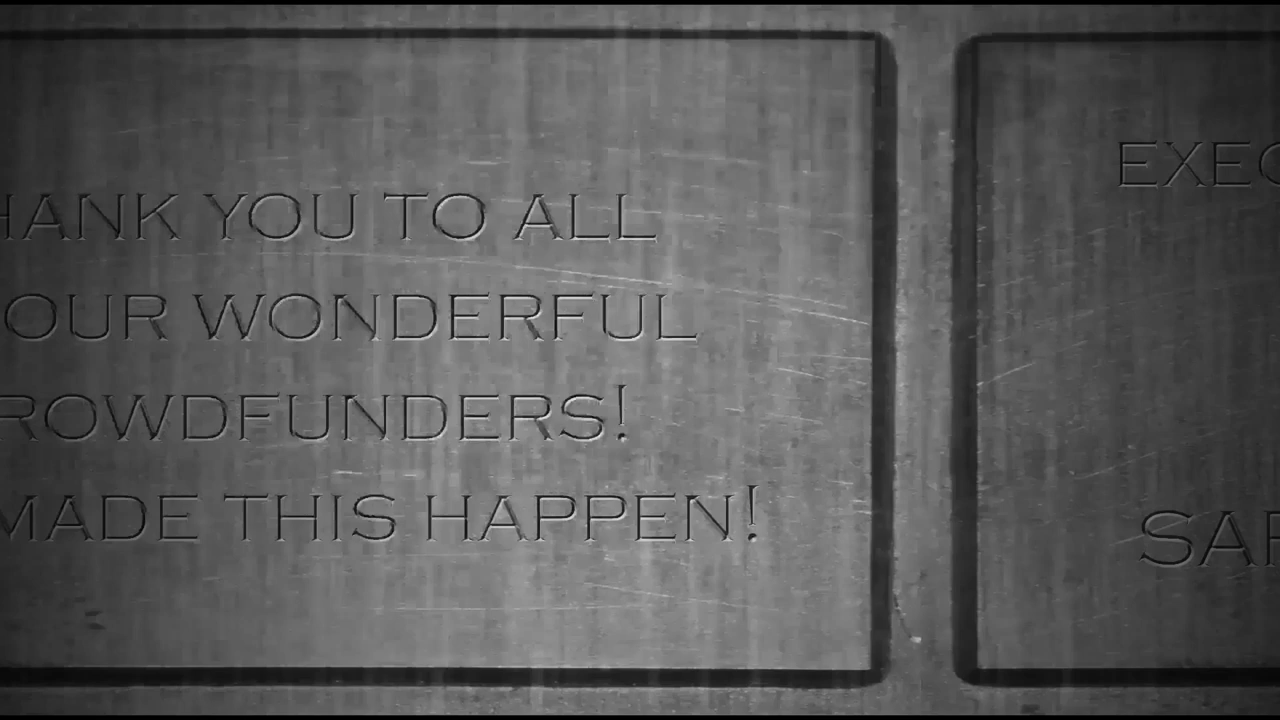 HANK YOU TO ALL
OUR WONDERFUL
ROWDFUNDERS!
MADE THIS HAPPEN!
EXEC
SAR